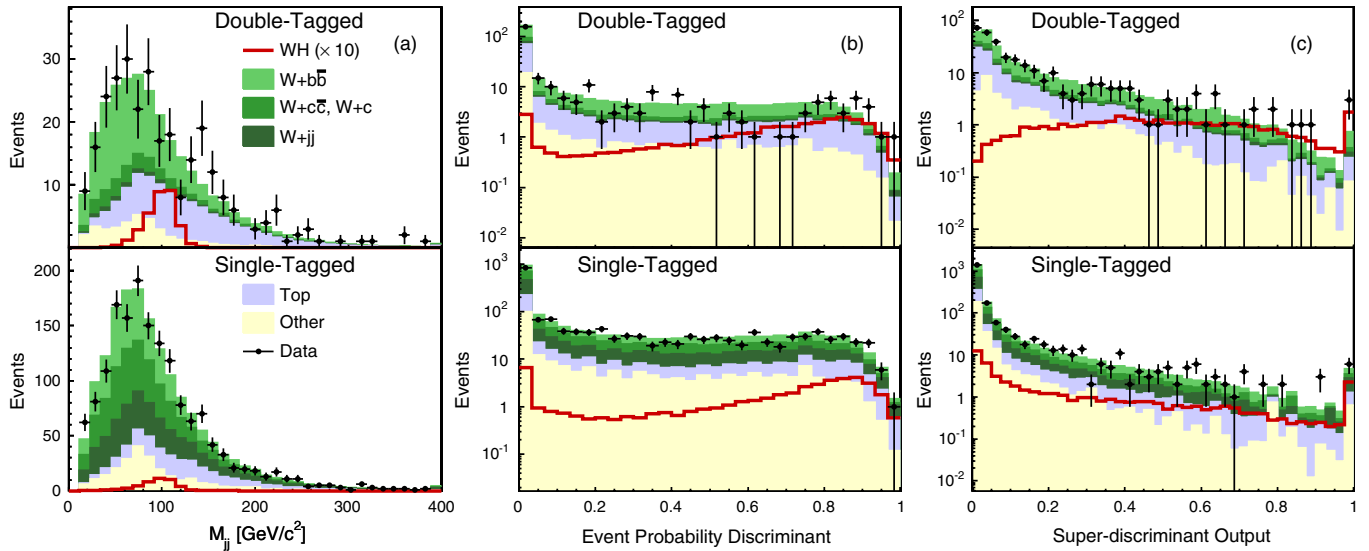 Double-Tagged
(a)
WH (× 10)
W+bb̅
W+cc̅, W+c
W+jj
Events
10
20
30
Single-Tagged
Top
Other
Data
Events
0
50
100
150
200
0 100 200 300 400
M_jj [GeV/c²]
Double-Tagged
(b)
Events
10²
10
1
10⁻¹
10⁻²
Single-Tagged
Events
10³
10²
10
1
10⁻¹
0 0.2 0.4 0.6 0.8 1
Event Probability Discriminant
Double-Tagged
(c)
Events
10²
10
1
10⁻¹
10⁻²
Single-Tagged
Events
10³
10²
10
1
10⁻¹
10⁻²
0 0.2 0.4 0.6 0.8 1
Super-discriminant Output